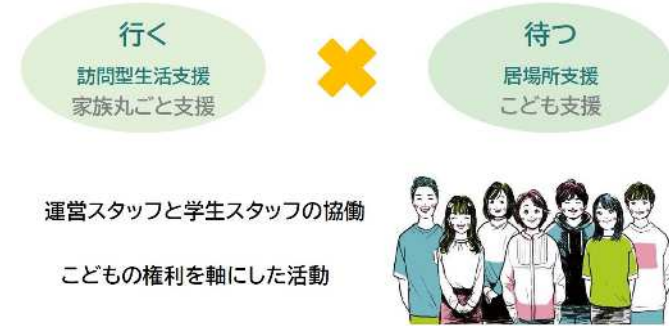 行く
訪問型生活支援
家族丸ごと支援
待つ
居場所支援
こども支援
運営スタッフと学生スタッフの協働
こどもの権利を軸にした活動